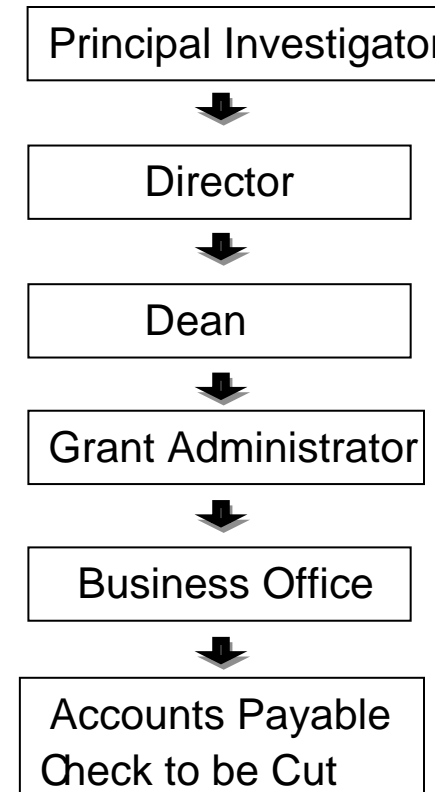 Principal Investigator
Director
Dean
Grant Administrator
Business Office
Accounts Payable
Check to be Cut